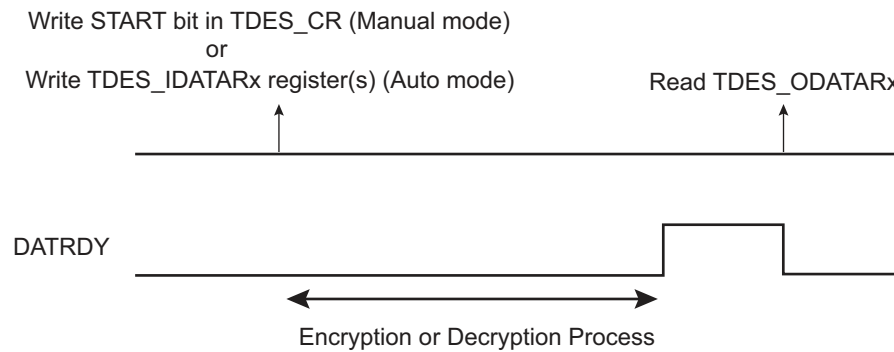 Write START bit in TDES_CR (Manual mode)
or
Write TDES_IDATARx register(s) (Auto mode)
Read TDES_ODATARx
DATRDY
Encryption or Decryption Process